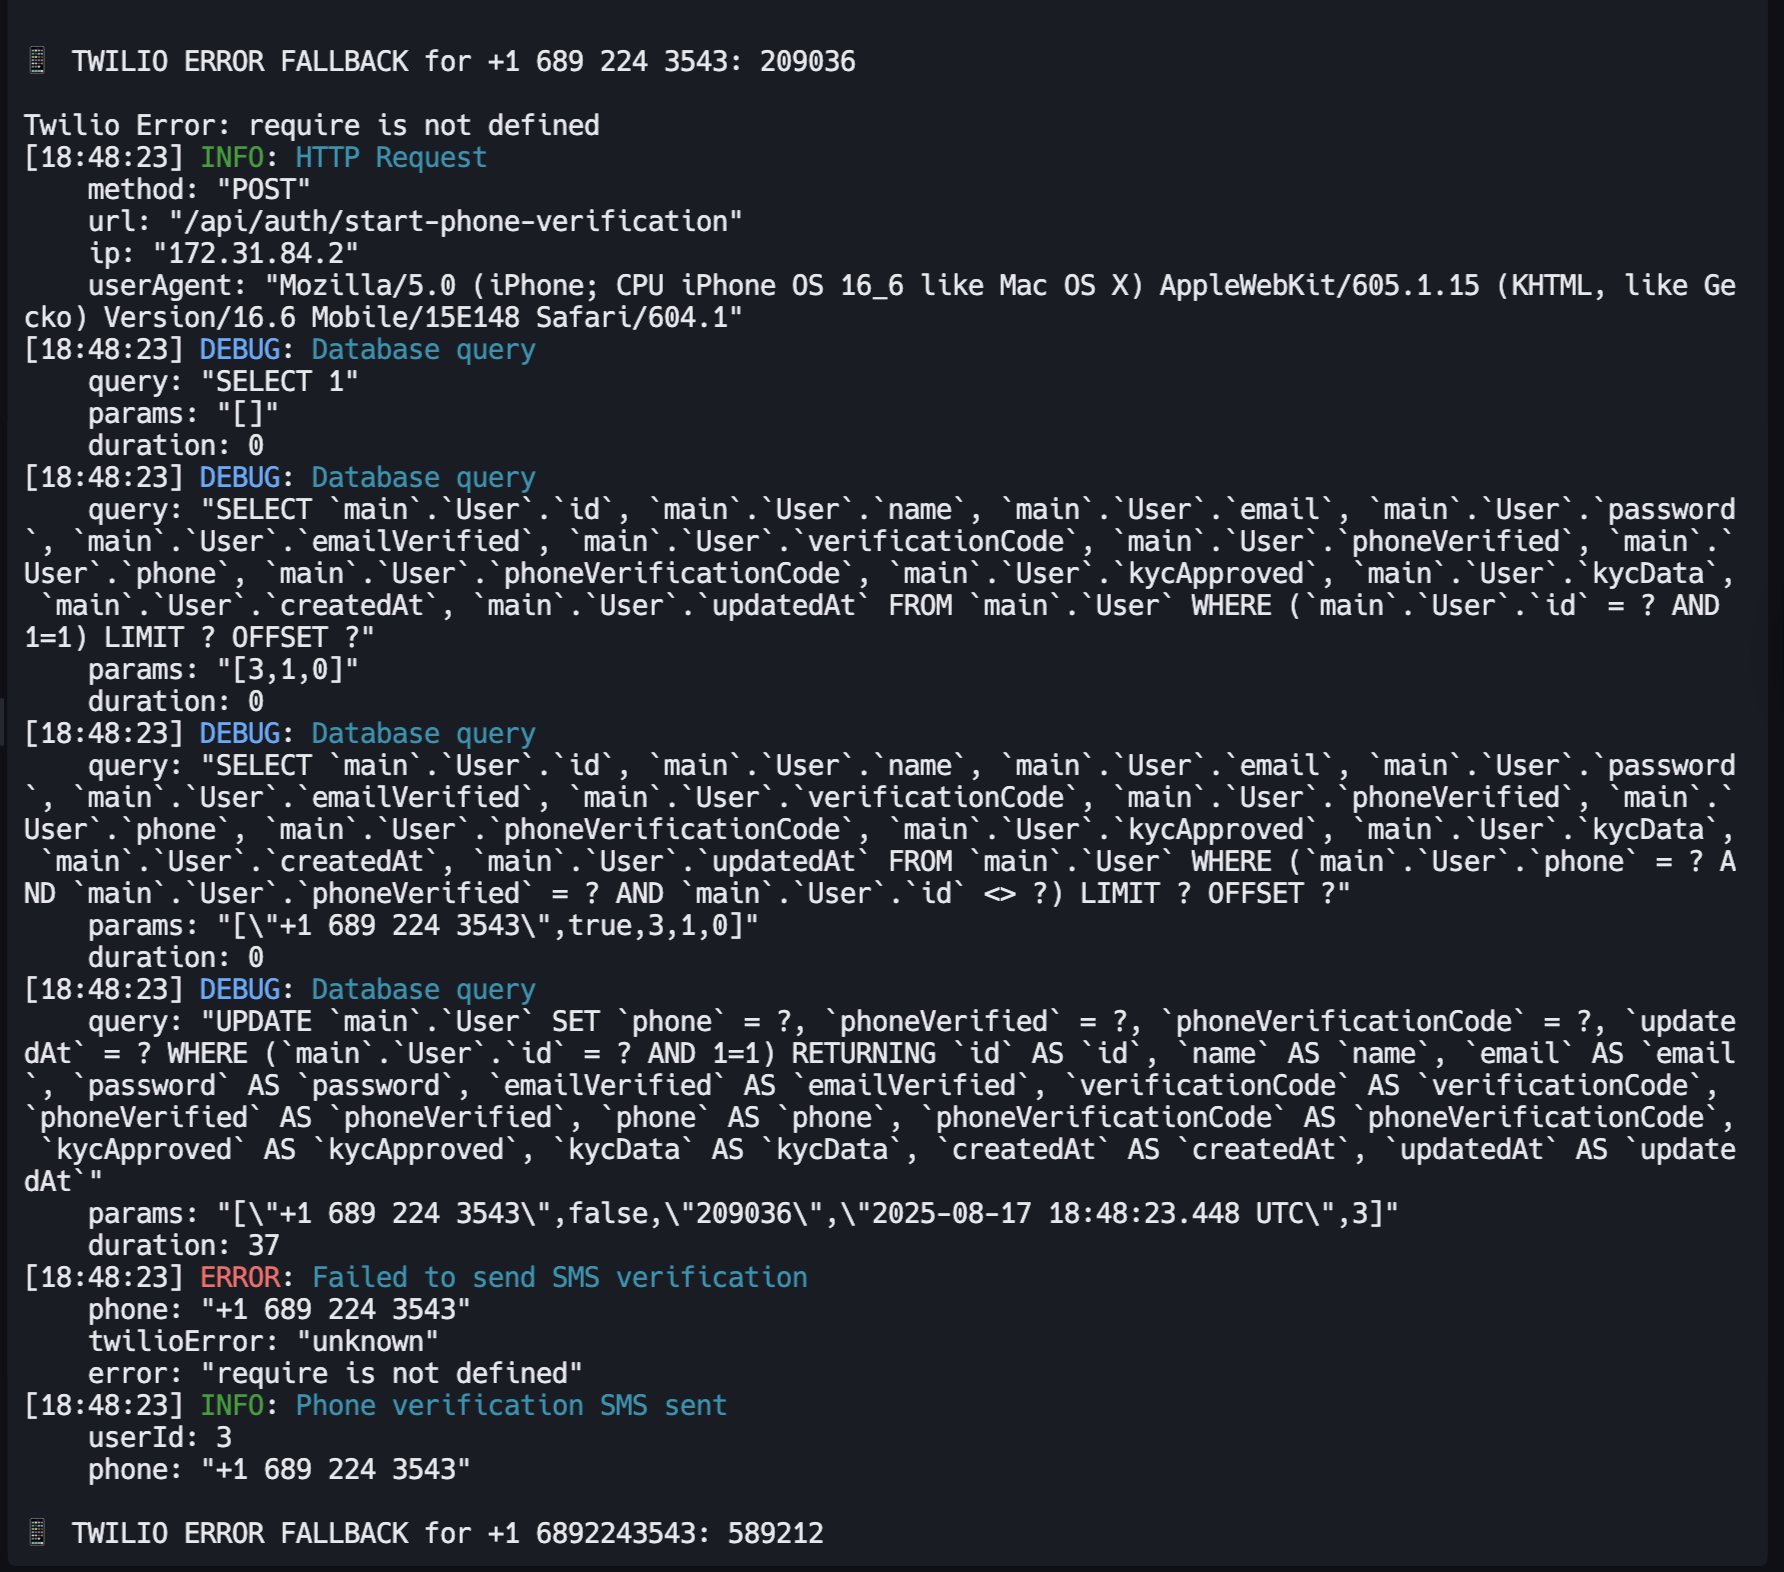 📱 TWILIO ERROR FALLBACK for +1 689 224 3543: 209036
Twilio Error: require is not defined
[18:48:23] INFO: HTTP Request
method: "POST"
url: "/api/auth/start-phone-verification"
ip: "172.31.84.2"
userAgent: "Mozilla/5.0 (iPhone; CPU iPhone OS 16_6 like Mac OS X) AppleWebKit/605.1.15 (KHTML, like Ge
cko) Version/16.6 Mobile/15E148 Safari/604.1"
[18:48:23] DEBUG: Database query
query: "SELECT 1"
params: "[]"
duration: 0
[18:48:23] DEBUG: Database query
query: "SELECT `main`.`User`.`id`, `main`.`User`.`name`, `main`.`User`.`email`, `main`.`User`.`password
`, `main`.`User`.`emailVerified`, `main`.`User`.`verificationCode`, `main`.`User`.`phoneVerified`, `main`.`
User`.`phone`, `main`.`User`.`phoneVerificationCode`, `main`.`User`.`kycApproved`, `main`.`User`.`kycData`,
`main`.`User`.`createdAt`, `main`.`User`.`updatedAt` FROM `main`.`User` WHERE (`main`.`User`.`id` = ? AND
1=1) LIMIT ? OFFSET ?"
params: "[3,1,0]"
duration: 0
[18:48:23] DEBUG: Database query
query: "SELECT `main`.`User`.`id`, `main`.`User`.`name`, `main`.`User`.`email`, `main`.`User`.`password
`, `main`.`User`.`emailVerified`, `main`.`User`.`verificationCode`, `main`.`User`.`phoneVerified`, `main`.`
User`.`phone`, `main`.`User`.`phoneVerificationCode`, `main`.`User`.`kycApproved`, `main`.`User`.`kycData`,
`main`.`User`.`createdAt`, `main`.`User`.`updatedAt` FROM `main`.`User` WHERE (`main`.`User`.`phone` = ? A
ND `main`.`User`.`phoneVerified` = ? AND `main`.`User`.`id` <> ?) LIMIT ? OFFSET ?"
params: "[\"+1 689 224 3543\",true,3,1,0]"
duration: 0
[18:48:23] DEBUG: Database query
query: "UPDATE `main`.`User` SET `phone` = ?, `phoneVerified` = ?, `phoneVerificationCode` = ?, `update
dAt` = ? WHERE (`main`.`User`.`id` = ? AND 1=1) RETURNING `id` AS `id`, `name` AS `name`, `email` AS `email
`, `password` AS `password`, `emailVerified` AS `emailVerified`, `verificationCode` AS `verificationCode`,
`phoneVerified` AS `phoneVerified`, `phone` AS `phone`, `phoneVerificationCode` AS `phoneVerificationCode`,
`kycApproved` AS `kycApproved`, `kycData` AS `kycData`, `createdAt` AS `createdAt`, `updatedAt` AS `update
dAt`"
params: "[\"+1 689 224 3543\",false,\"209036\",\"2025-08-17 18:48:23.448 UTC\",3]"
duration: 37
[18:48:23] ERROR: Failed to send SMS verification
phone: "+1 689 224 3543"
twilioError: "unknown"
error: "require is not defined"
[18:48:23] INFO: Phone verification SMS sent
userId: 3
phone: "+1 689 224 3543"
📱 TWILIO ERROR FALLBACK for +1 6892243543: 589212